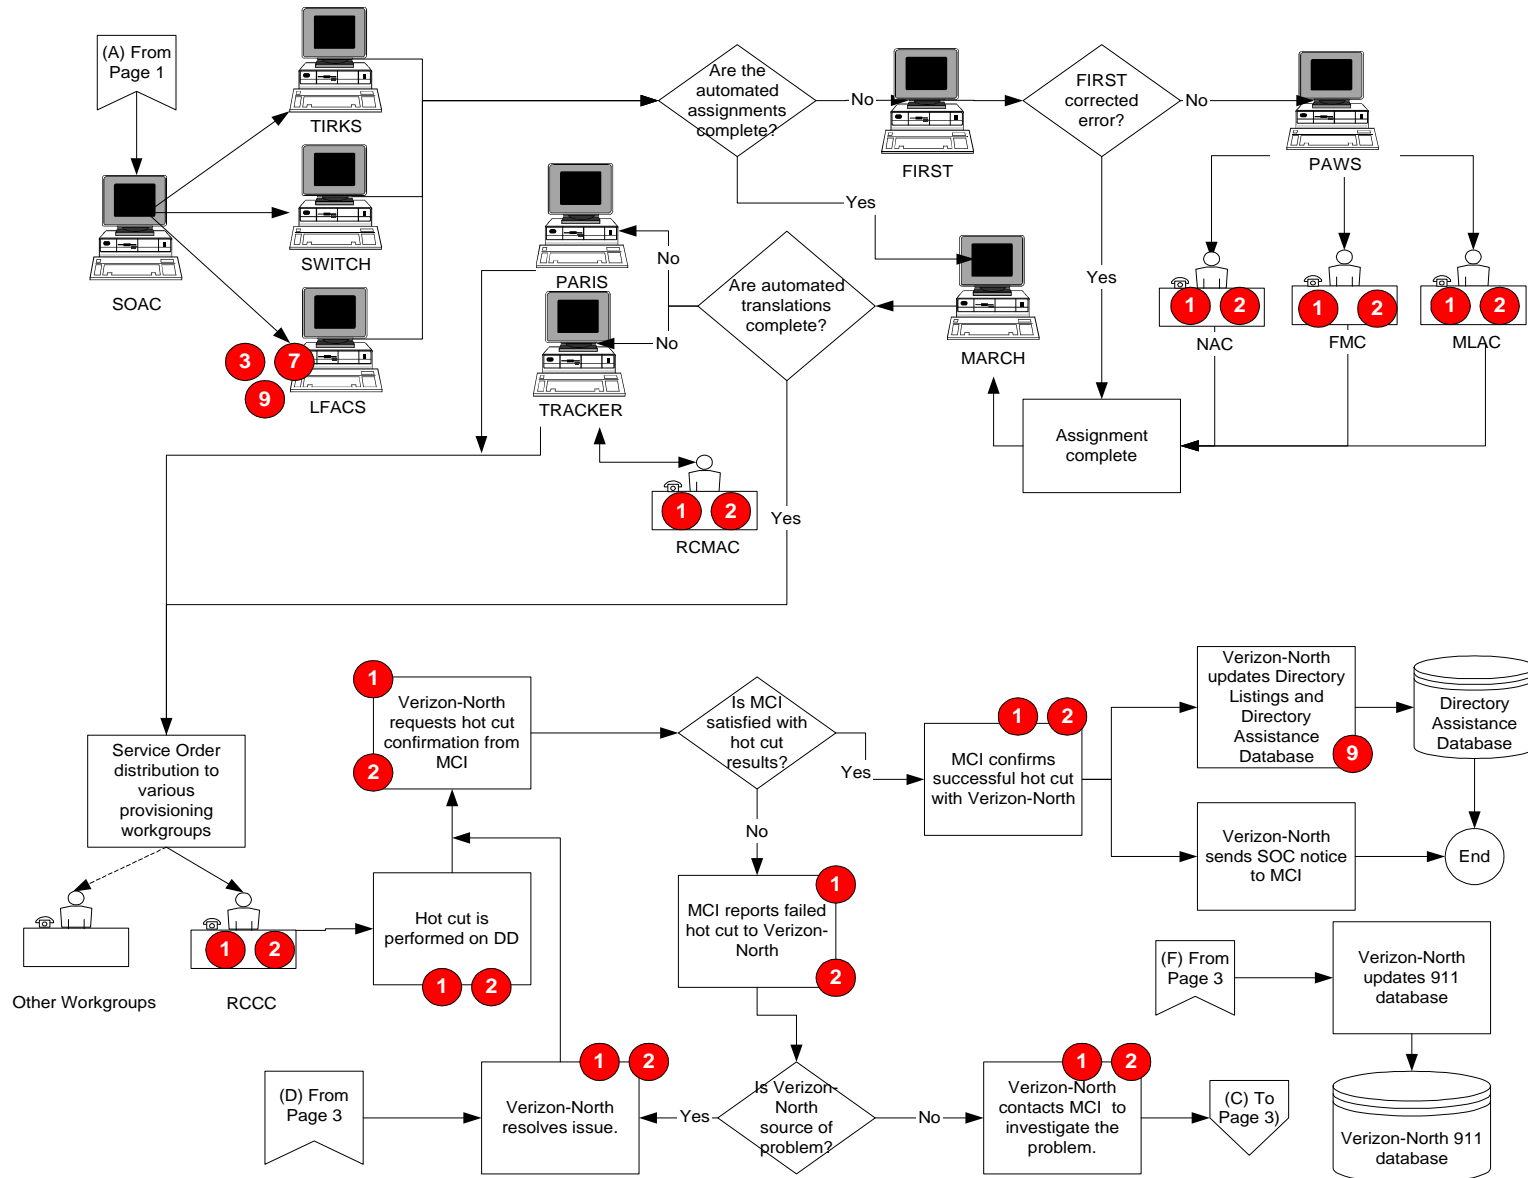 (A) From
Page 1
TIRKS
SWITCH
LFACS
SOAC
3
7
9
Are the
automated
assignments
complete?
No
FIRST
FIRST
corrected
error?
No
PAWS
Yes
Yes
PARIS
No
TRACKER
No
Are automated
translations
complete?
MARCH
1
2
NAC
1
2
FMC
1
2
MLAC
Assignment
complete
1
2
RCMAC
Yes
Service Order
distribution to
various
provisioning
workgroups
Other Workgroups
1
2
RCCC
1
Verizon-North
requests hot cut
confirmation from
MCI
2
Hot cut is
performed on DD
1
2
Is MCI
satisfied with
hot cut
results?
Yes
No
1
2
MCI confirms
successful hot cut
with Verizon-North
Verizon-North
updates Directory
Listings and
Directory
Assistance
Database
9
Directory
Assistance
Database
Verizon-North
sends SOC notice
to MCI
End
1
MCI reports failed
hot cut to Verizon-
North
2
(F) From
Page 3
Verizon-North
updates 911
database
Verizon-North 911
database
(D) From
Page 3
1
2
Verizon-North
resolves issue.
Yes
Is Verizon-
North
source of
problem?
No
1
2
Verizon-North
contacts MCI to
investigate the
problem.
(C) To
Page 3)